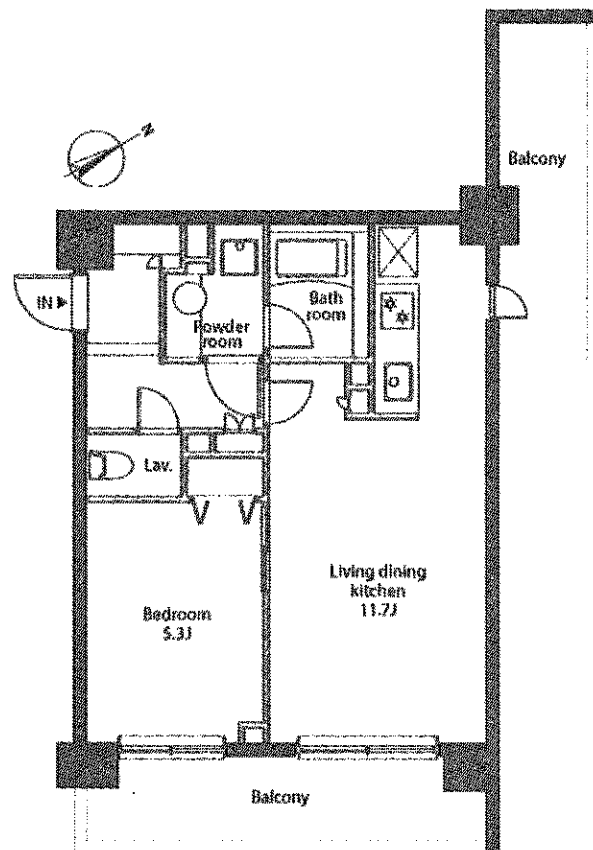 N
Balcony
IN ▶
Powder
room
Bath
room
Lav.
Living dining
kitchen
11.7J
Bedroom
5.3J
Balcony